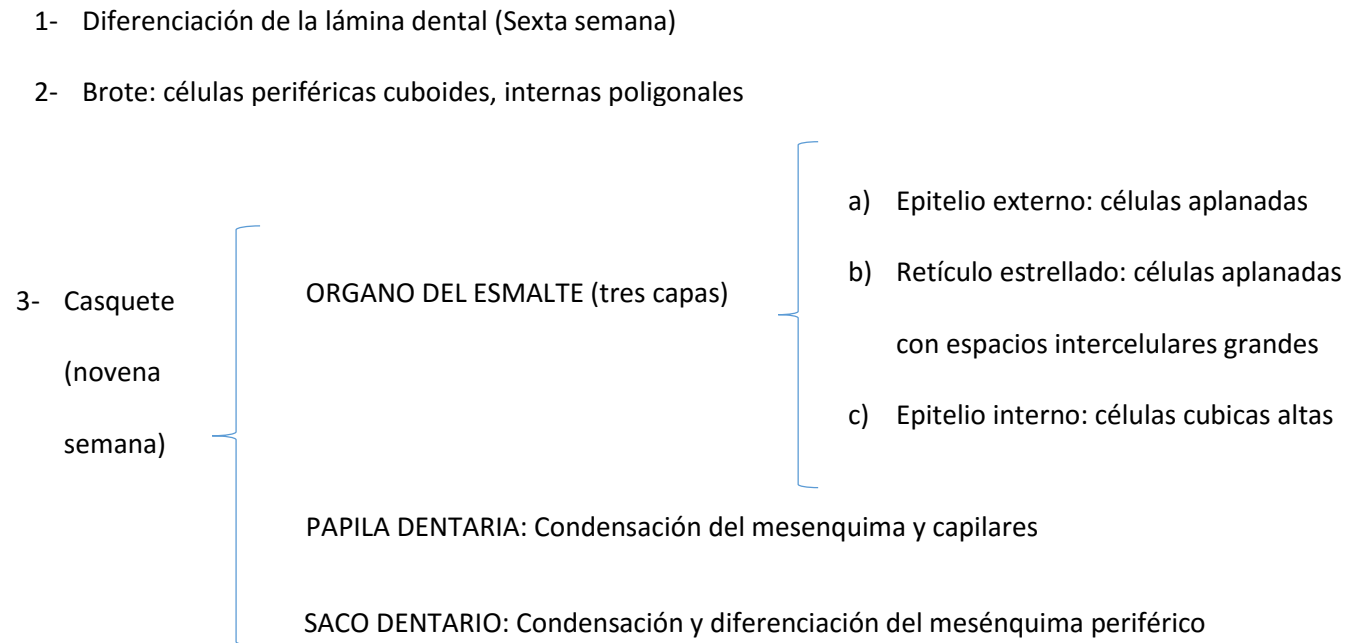 1- Diferenciación de la lámina dental (Sexta semana)
2- Brote: células periféricas cuboides, internas poligonales
3- Casquete
(novena
semana)
ORGANO DEL ESMALTE (tres capas)
a) Epitelio externo: células aplanadas
b) Retículo estrellado: células aplanadas
con espacios intercelulares grandes
c) Epitelio interno: células cubicas altas
PAPILA DENTARIA: Condensación del mesenquima y capilares
SACO DENTARIO: Condensación y diferenciación del mesénquima periférico